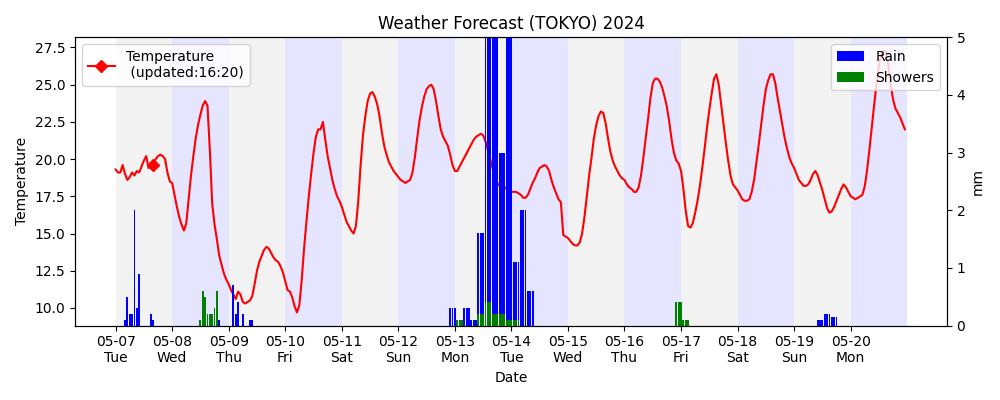 Weather Forecast (TOKYO) 2024
Temperature
(updated:16:20)
Rain
Showers
27.5
25.0
22.5
20.0
17.5
15.0
12.5
10.0
Temperature
5
4
3
2
1
0
mm
05-07 05-08 05-09 05-10 05-11 05-12 05-13 05-14 05-15 05-16 05-17 05-18 05-19 05-20
Tue Wed Thu Fri Sat Sun Mon Tue Wed Thu Fri Sat Sun Mon
Date